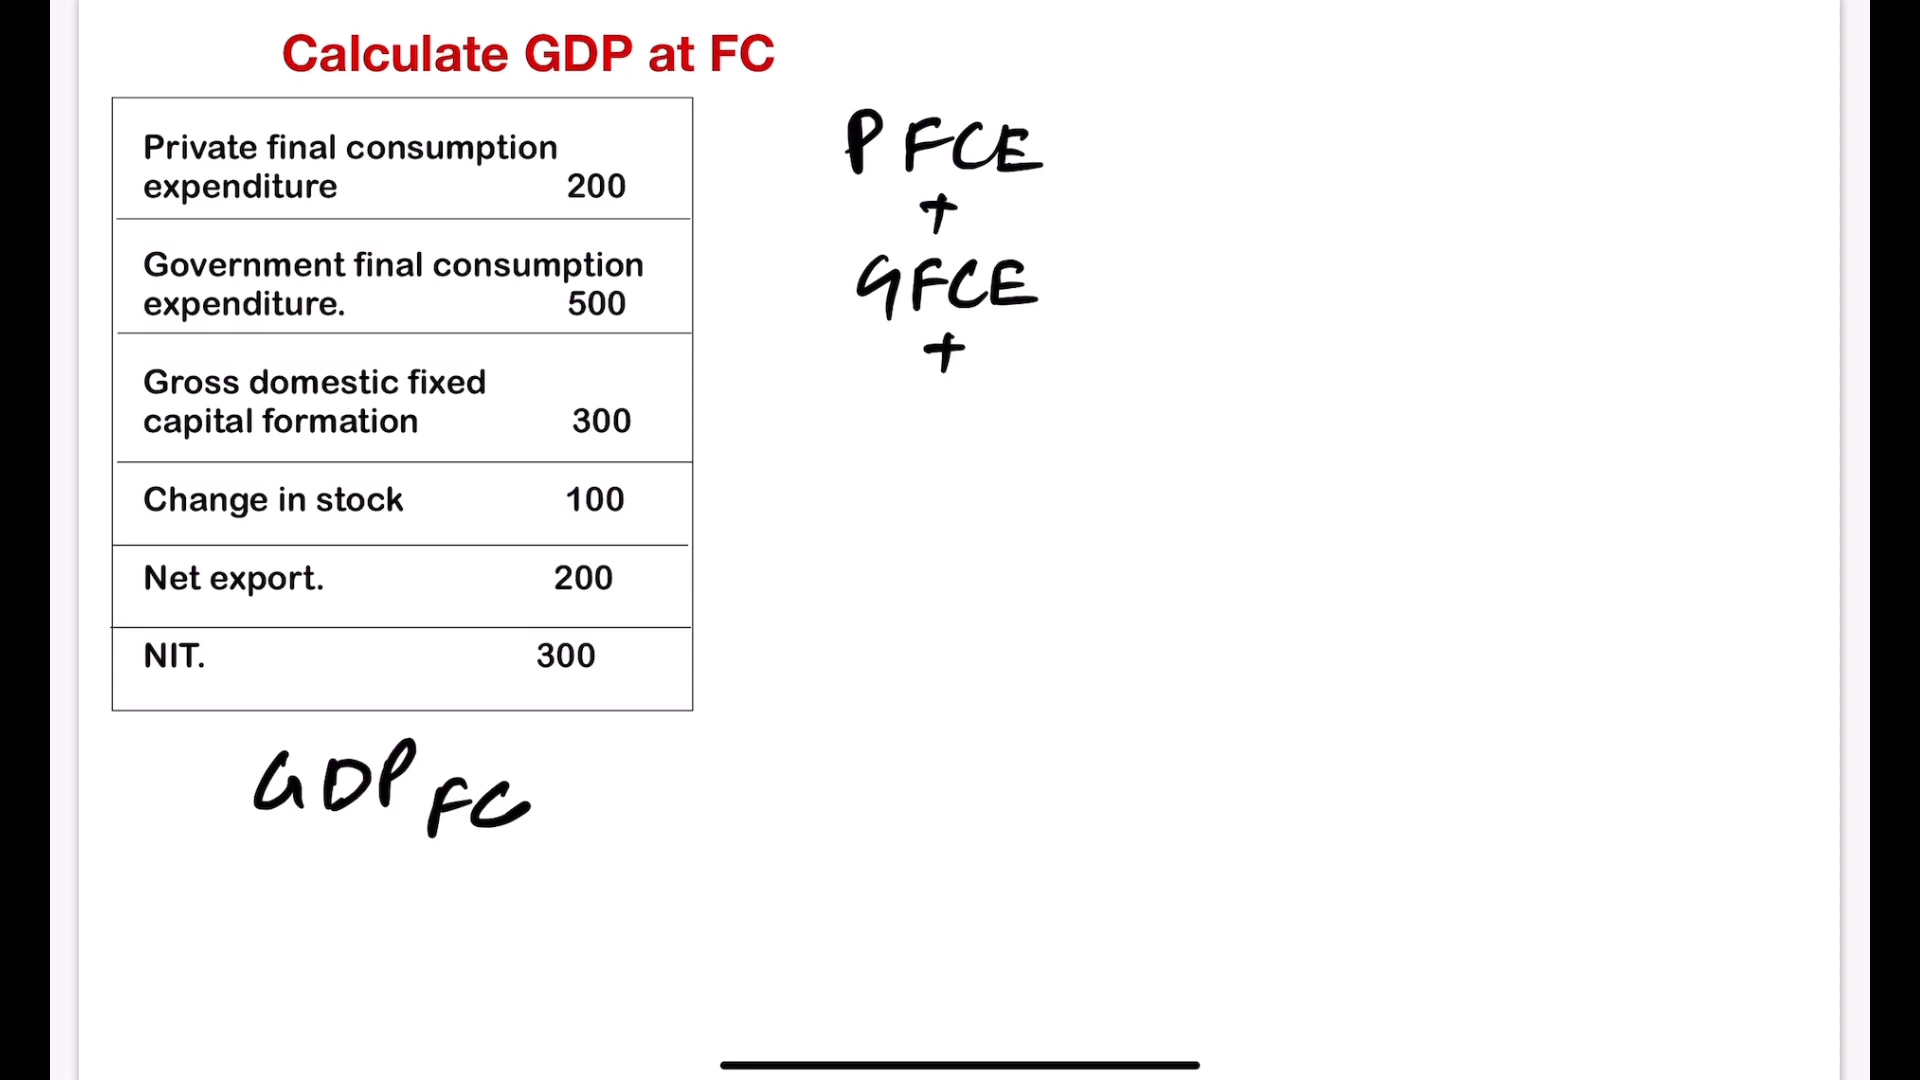 Calculate GDP at FC
Private final consumption
expenditure 200
Government final consumption
expenditure. 500
Gross domestic fixed
capital formation 300
Change in stock 100
Net export. 200
NIT. 300
GDP FC
PFCE
+
GFCE
+